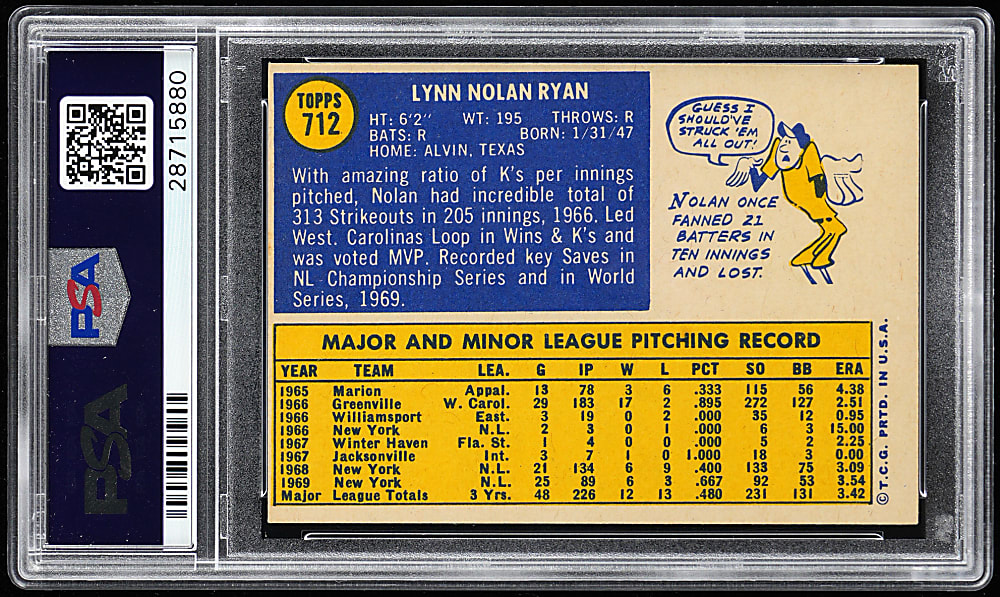 28715880
PSA
PSA
TOPPS
712
LYNN NOLAN RYAN
HT: 6'2" WT: 195 THROWS: R
BATS: R BORN: 1/31/47
HOME: ALVIN, TEXAS
With amazing ratio of K's per innings
pitched, Nolan had incredible total of
313 Strikeouts in 205 innings, 1966. Led
West. Carolinas Loop in Wins & K's and
was voted MVP. Recorded key Saves in
NL Championship Series and in World
Series, 1969.
GUESS I
SHOULD'VE
STRUCK 'EM
ALL OUT!
NOLAN ONCE
FANNED 21
BATTERS IN
TEN INNINGS
AND LOST.
MAJOR AND MINOR LEAGUE PITCHING RECORD
YEAR TEAM LEA. G IP W L PCT SO BB ERA
1965 Marion Appal. 13 78 3 6 .333 115 56 4.38
1966 Greenville W. Carol. 29 183 17 2 .895 272 127 2.51
1966 Williamsport East. 3 19 0 2 .000 35 12 0.95
1966 New York N.L. 2 3 0 1 .000 6 3 15.00
1967 Winter Haven Fla. St. 1 4 0 0 .000 5 2 2.25
1967 Jacksonville Int. 3 7 1 0 1.000 18 3 0.00
1968 New York N.L. 21 134 6 9 .400 133 75 3.09
1969 New York N.L. 25 89 6 3 .667 92 53 3.54
Major League Totals 3 Yrs. 48 226 12 13 .480 231 131 3.42
© T.C.G. PRTD. IN U.S.A.